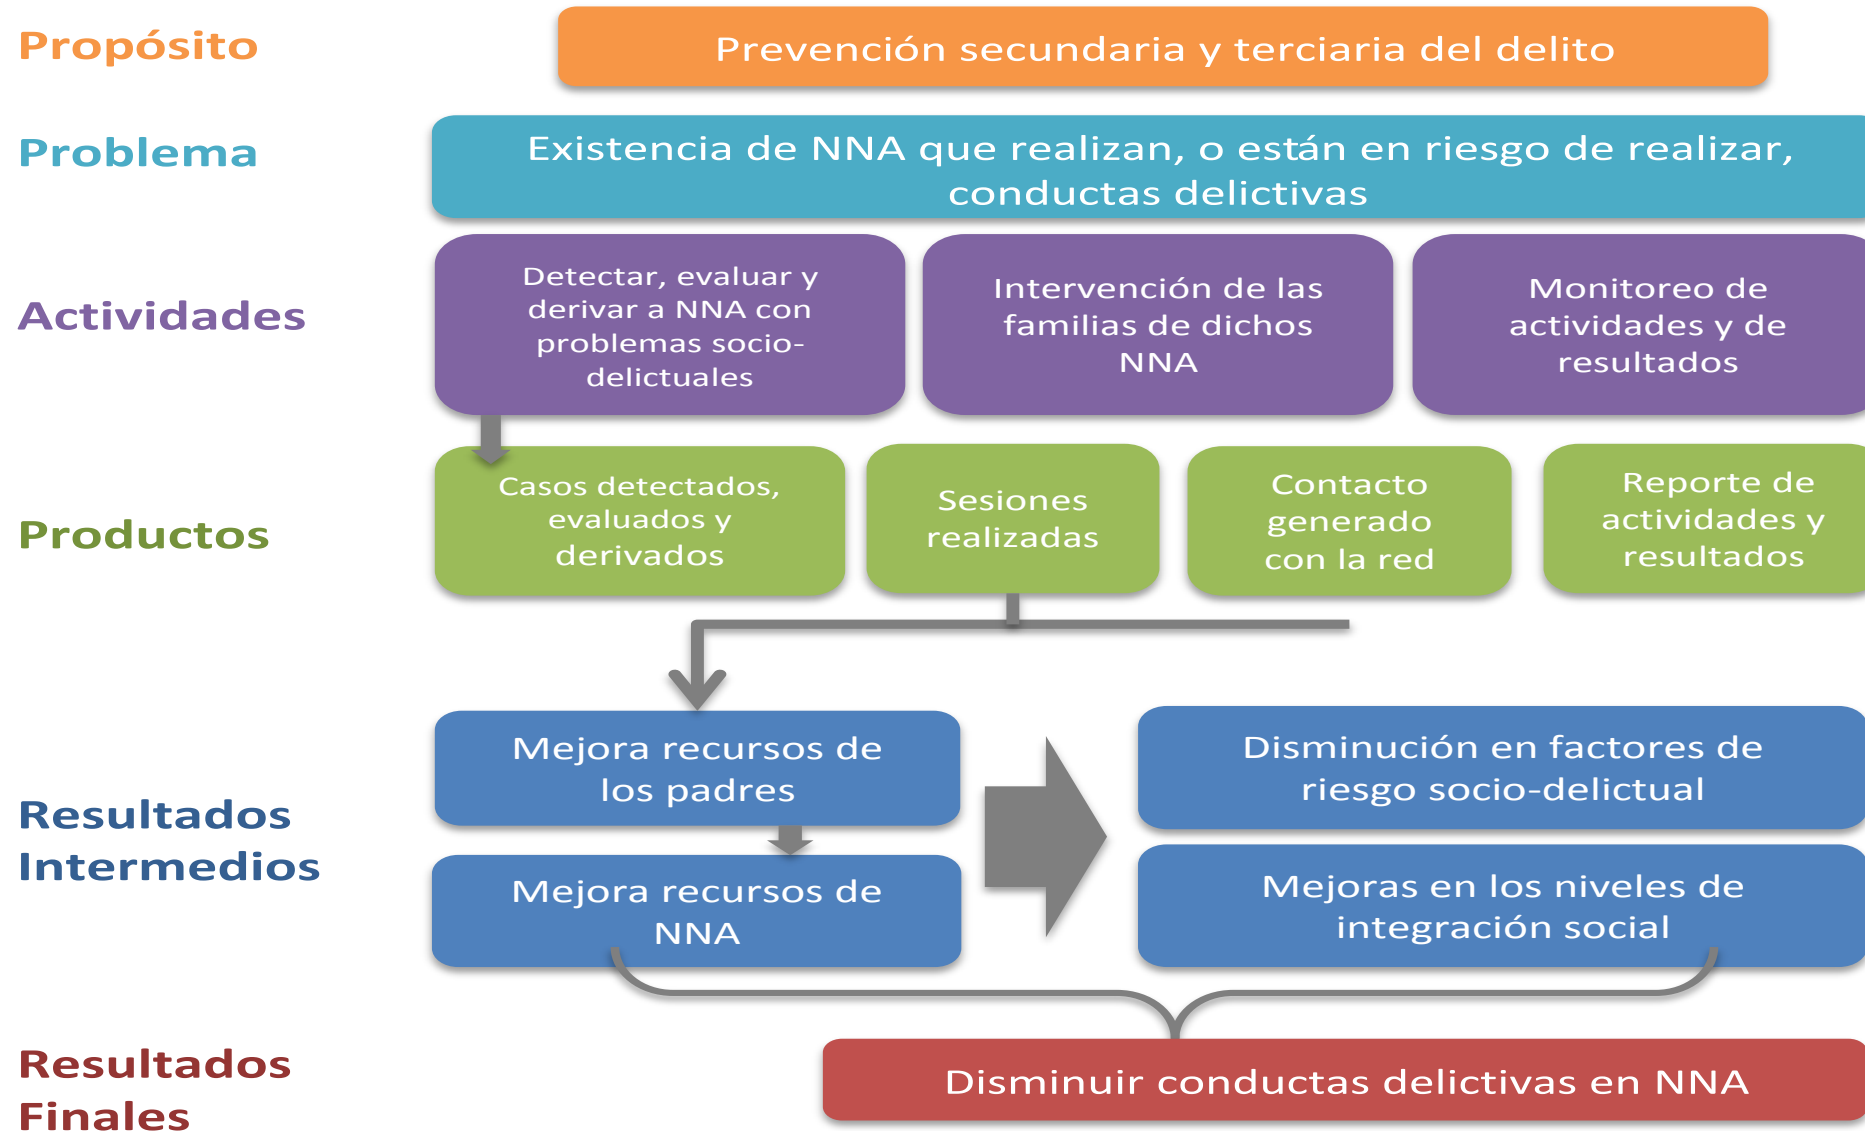 Propósito
Prevención secundaria y terciaria del delito
Problema
Existencia de NNA que realizan, o están en riesgo de realizar,
conductas delictivas
Actividades
Detectar, evaluar y
derivar a NNA con
problemas socio-
delictuales
Intervención de las
familias de dichos
NNA
Monitoreo de
actividades y de
resultados
Productos
Casos detectados,
evaluados y
derivados
Sesiones
realizadas
Contacto
generado
con la red
Reporte de
actividades y
resultados
Resultados
Intermedios
Mejora recursos de
los padres
Disminución en factores de
riesgo socio-delictual
Mejora recursos de
NNA
Mejoras en los niveles de
integración social
Resultados
Finales
Disminuir conductas delictivas en NNA